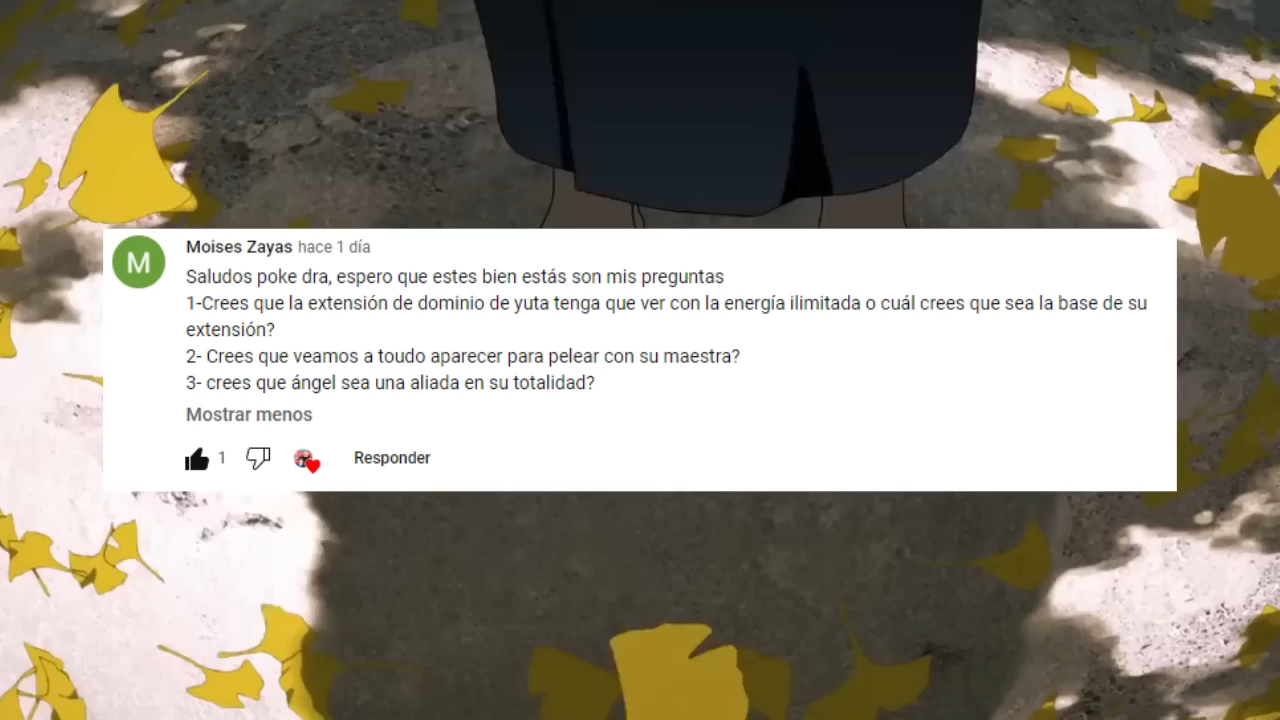 M
Moises Zayas hace 1 día
Saludos poke dra, espero que estes bien estás son mis preguntas
1-Crees que la extensión de dominio de yuta tenga que ver con la energía ilimitada o cuál crees que sea la base de su
extensión?
2- Crees que veamos a toudo aparecer para pelear con su maestra?
3- crees que ángel sea una aliada en su totalidad?
Mostrar menos
1 Responder